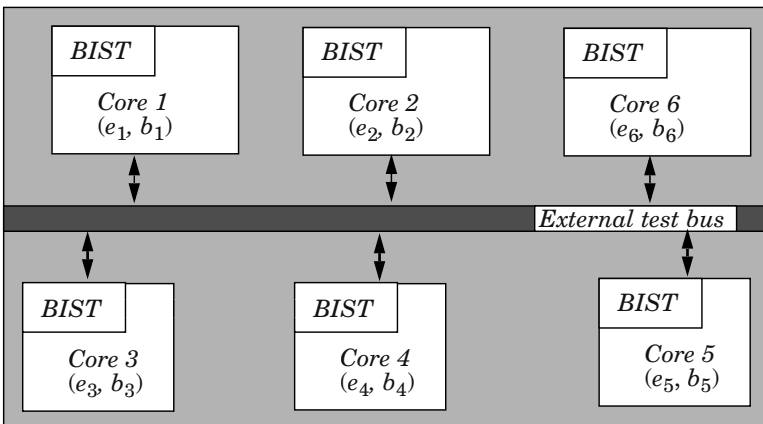 BIST
Core 1
(e1, b1)
BIST
Core 2
(e2, b2)
BIST
Core 6
(e6, b6)
External test bus
BIST
Core 3
(e3, b3)
BIST
Core 4
(e4, b4)
BIST
Core 5
(e5, b5)